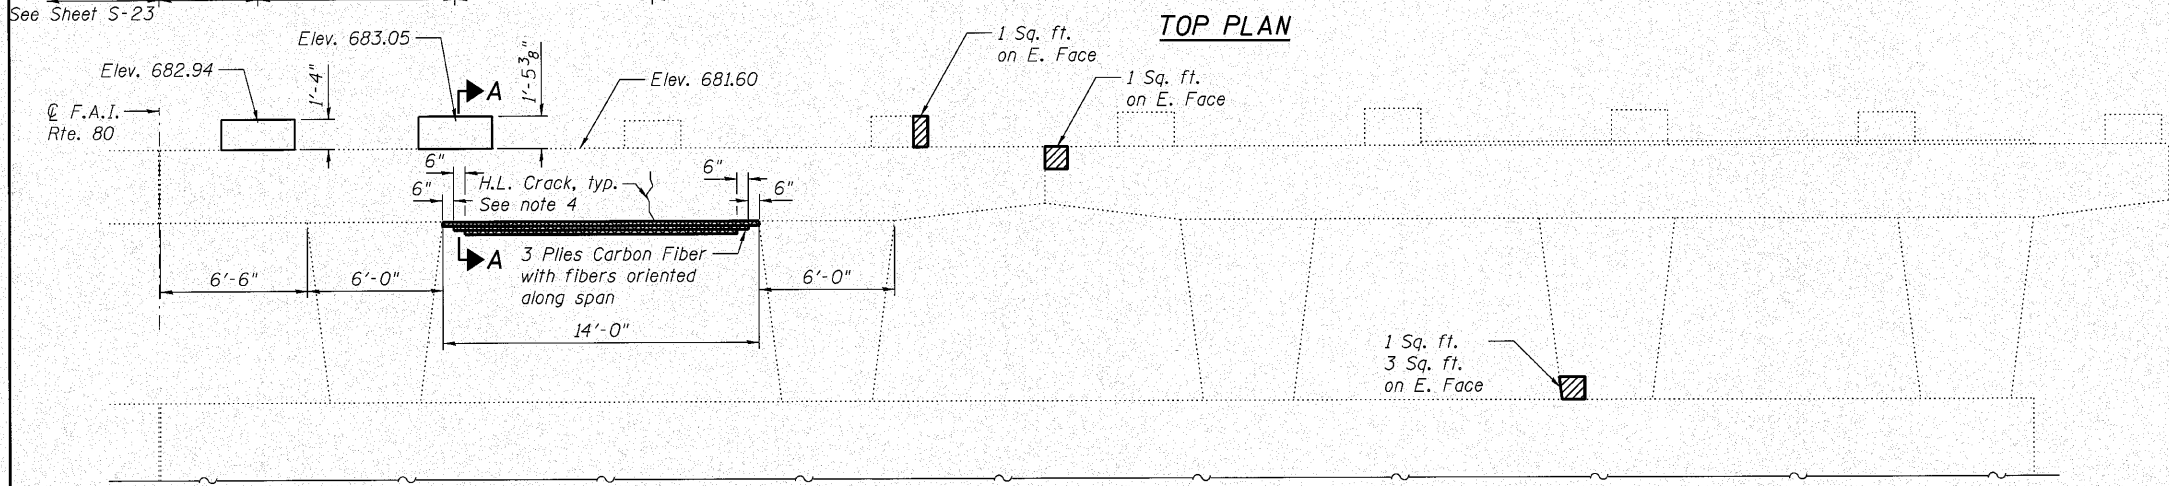 See Sheet S-23
TOP PLAN
Elev. 683.05
Elev. 682.94
1'-4"
A
1'-5 3/8"
Elev. 681.60
1 Sq. ft.
on E. Face
1 Sq. ft.
on E. Face
℄ F.A.I.
Rte. 80
6"
6"
H.L. Crack, typ.
See note 4
6"
6"
A
3 Plies Carbon Fiber
with fibers oriented
along span
6'-6"
6'-0"
6'-0"
14'-0"
1 Sq. ft.
3 Sq. ft.
on E. Face